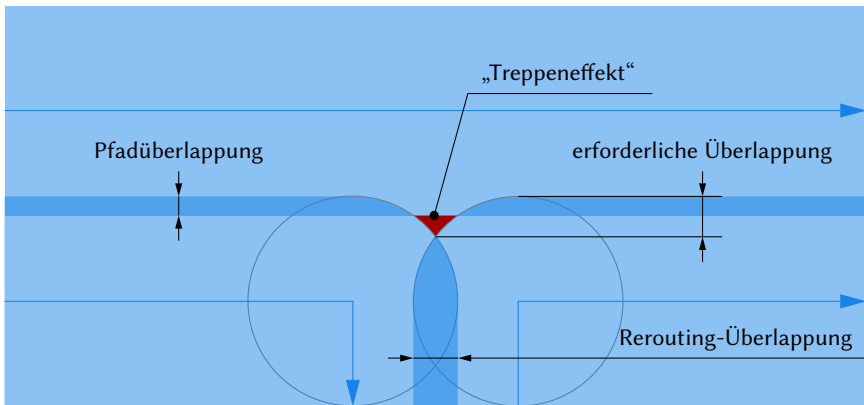 „Treppeneffekt“
Pfadüberlappung
erforderliche Überlappung
Rerouting-Überlappung